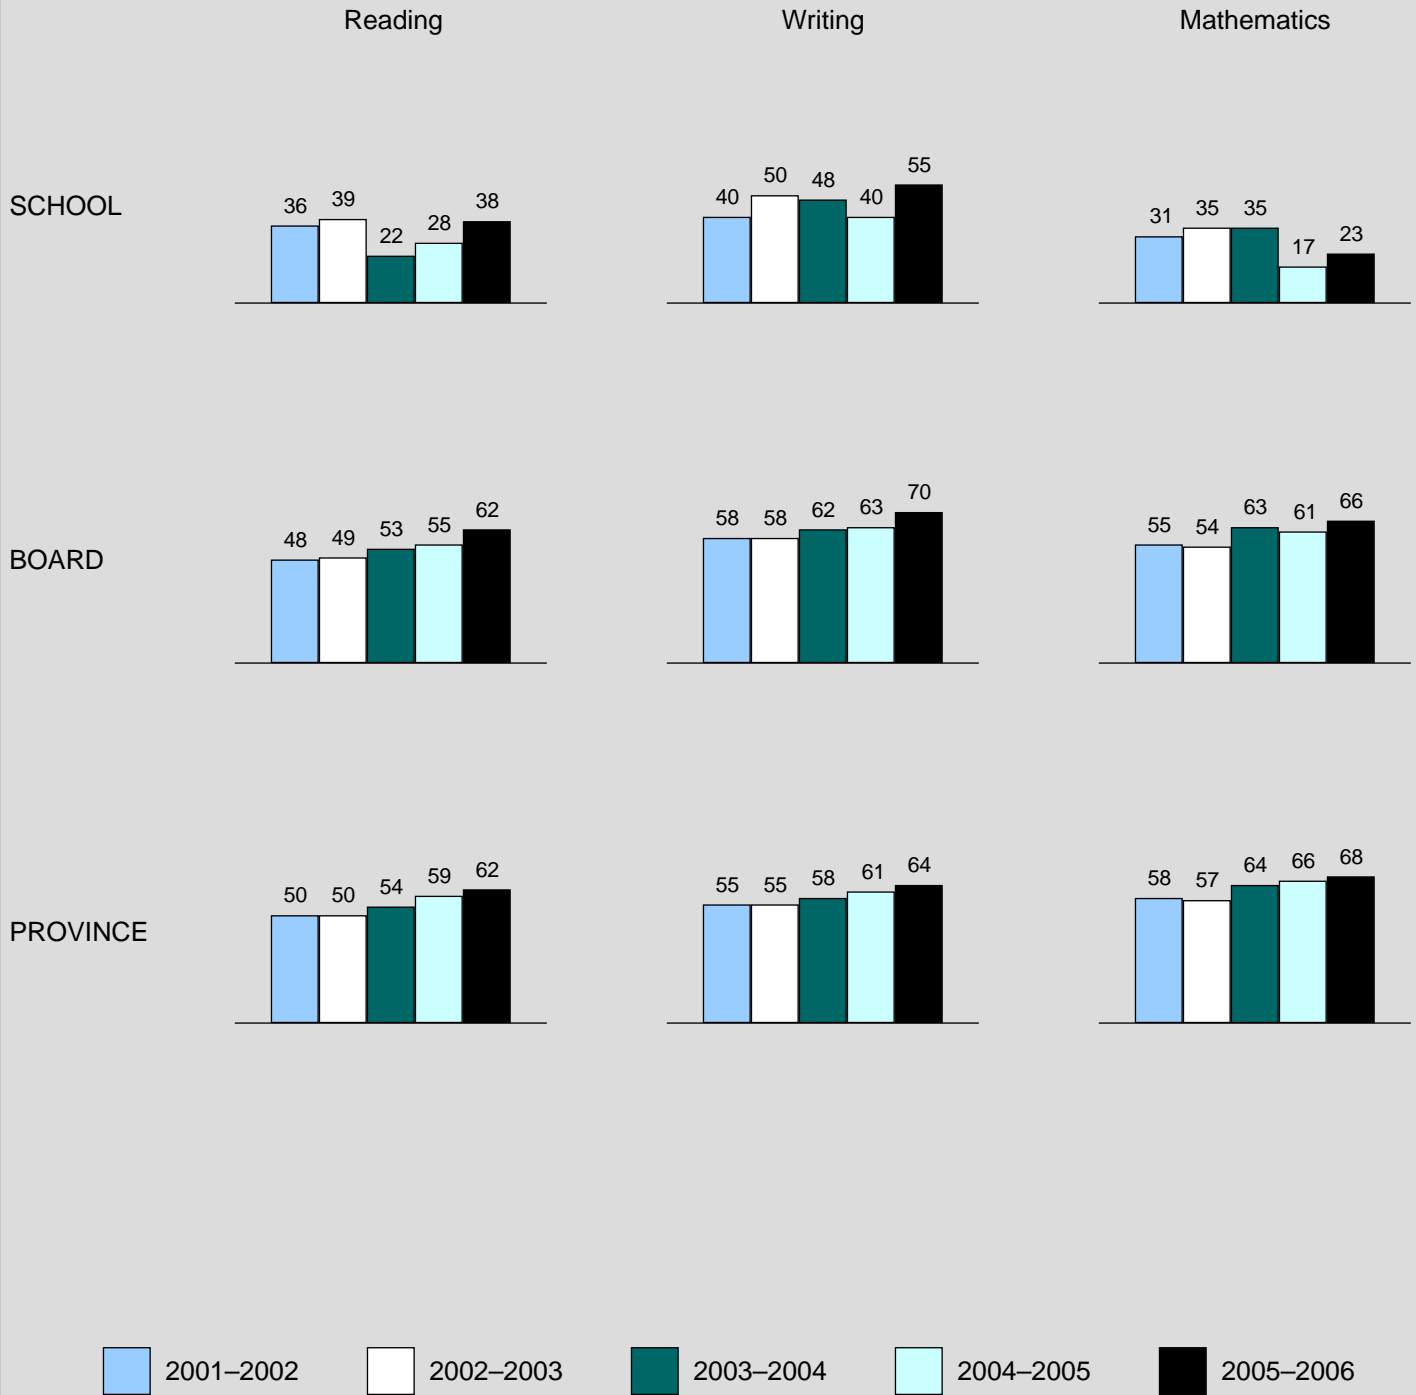 Reading Writing Mathematics
SCHOOL
36 39 22 28 38
40 50 48 40 55
31 35 35 17 23
BOARD
48 49 53 55 62
58 58 62 63 70
55 54 63 61 66
PROVINCE
50 50 54 59 62
55 55 58 61 64
58 57 64 66 68
2001–2002 2002–2003 2003–2004 2004–2005 2005–2006